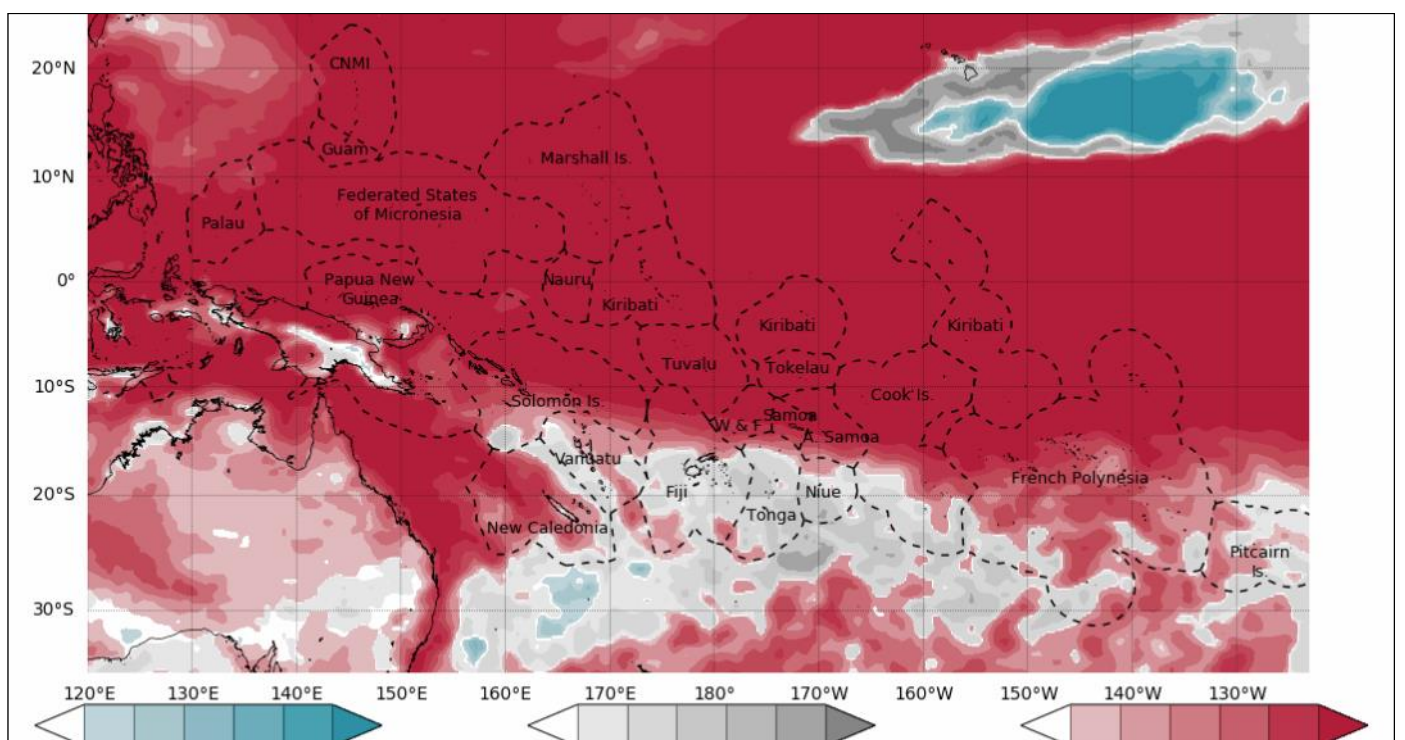 20°N
10°N
0°
10°S
20°S
30°S
CNMI
Guam
Marshall Is.
Federated States
of Micronesia
Palau
Papua New
Guinea
Nauru
Kiribati
Kiribati
Kiribati
Tuvalu
Tokelau
Cook Is.
Solomon Is.
Samoa
W & F
A. Samoa
Vanuatu
Fiji
Niue
French Polynesia
Tonga
New Caledonia
Pitcairn
Is.
120°E 130°E 140°E 150°E 160°E 170°E 180° 170°W 160°W 150°W 140°W 130°W